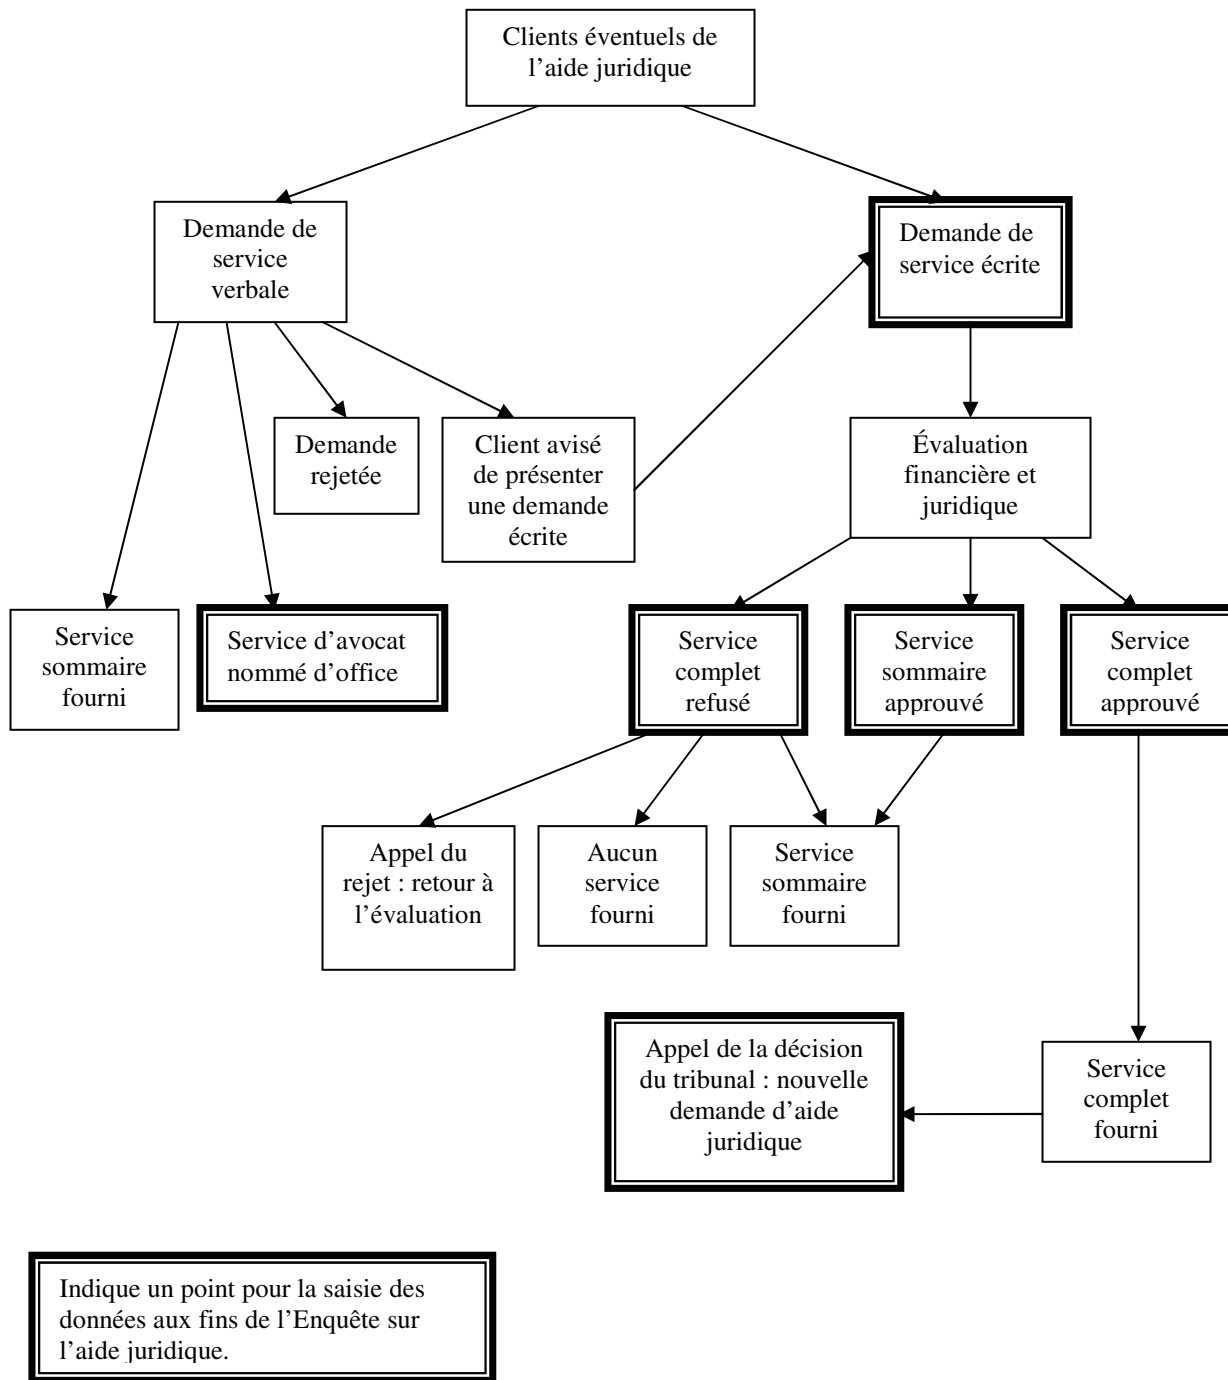 Clients éventuels de
l’aide juridique
Demande de
service
verbale
Demande de
service écrite
Demande
rejetée
Client avisé
de présenter
une demande
écrite
Évaluation
financière et
juridique
Service
sommaire
fourni
Service d’avocat
nommé d’office
Service
complet
refusé
Service
sommaire
approuvé
Service
complet
approuvé
Appel du
rejet : retour à
l’évaluation
Aucun
service
fourni
Service
sommaire
fourni
Appel de la décision
du tribunal : nouvelle
demande d’aide
juridique
Service
complet
fourni
Indique un point pour la saisie des
données aux fins de l’Enquête sur
l’aide juridique.